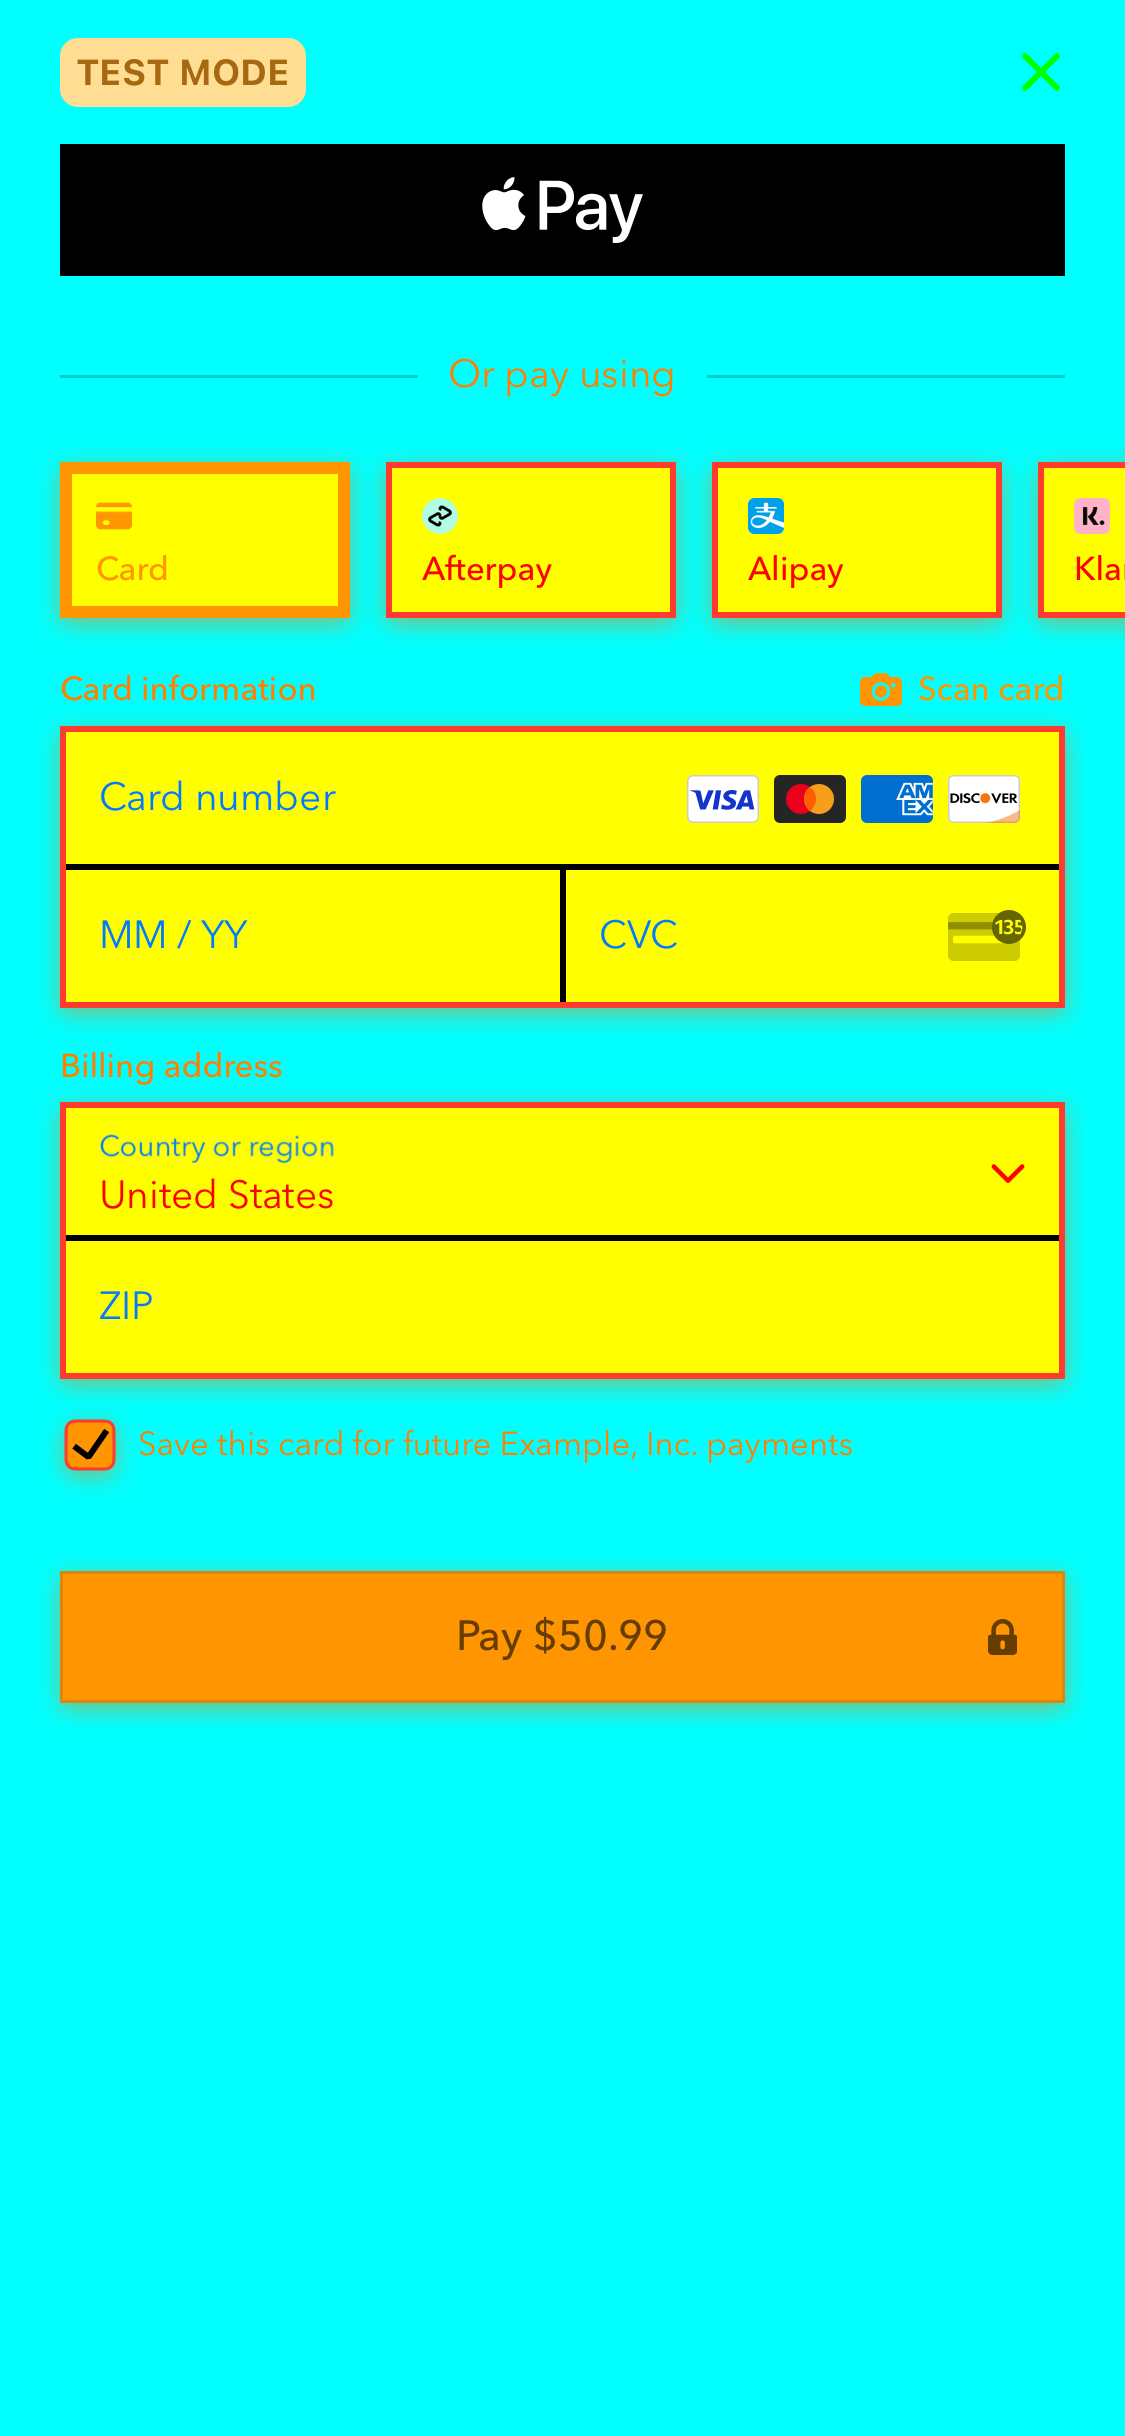 TEST MODE
Pay
Or pay using
Card
Afterpay
支
Alipay
K.
Kla
Card information
Scan card
Card number
VISA
AM
EX
DISCOVER
MM / YY
CVC
135
Billing address
Country or region
United States
ZIP
Save this card for future Example, Inc. payments
Pay $50.99